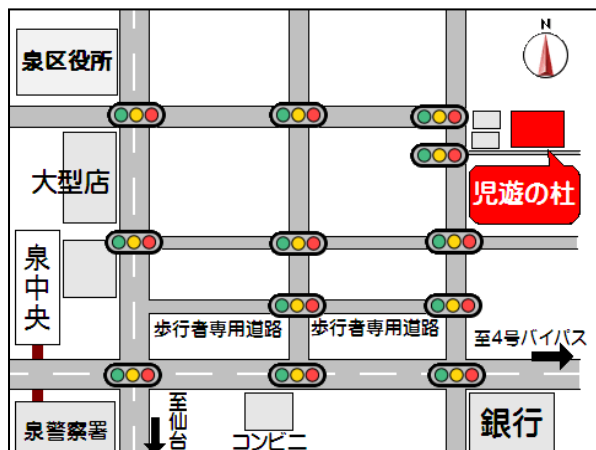 泉区役所
N
大型店
児遊の杜
泉中央
歩行者専用道路
歩行者専用道路
至4号バイパス
泉警察署
至仙台
コンビニ
銀行